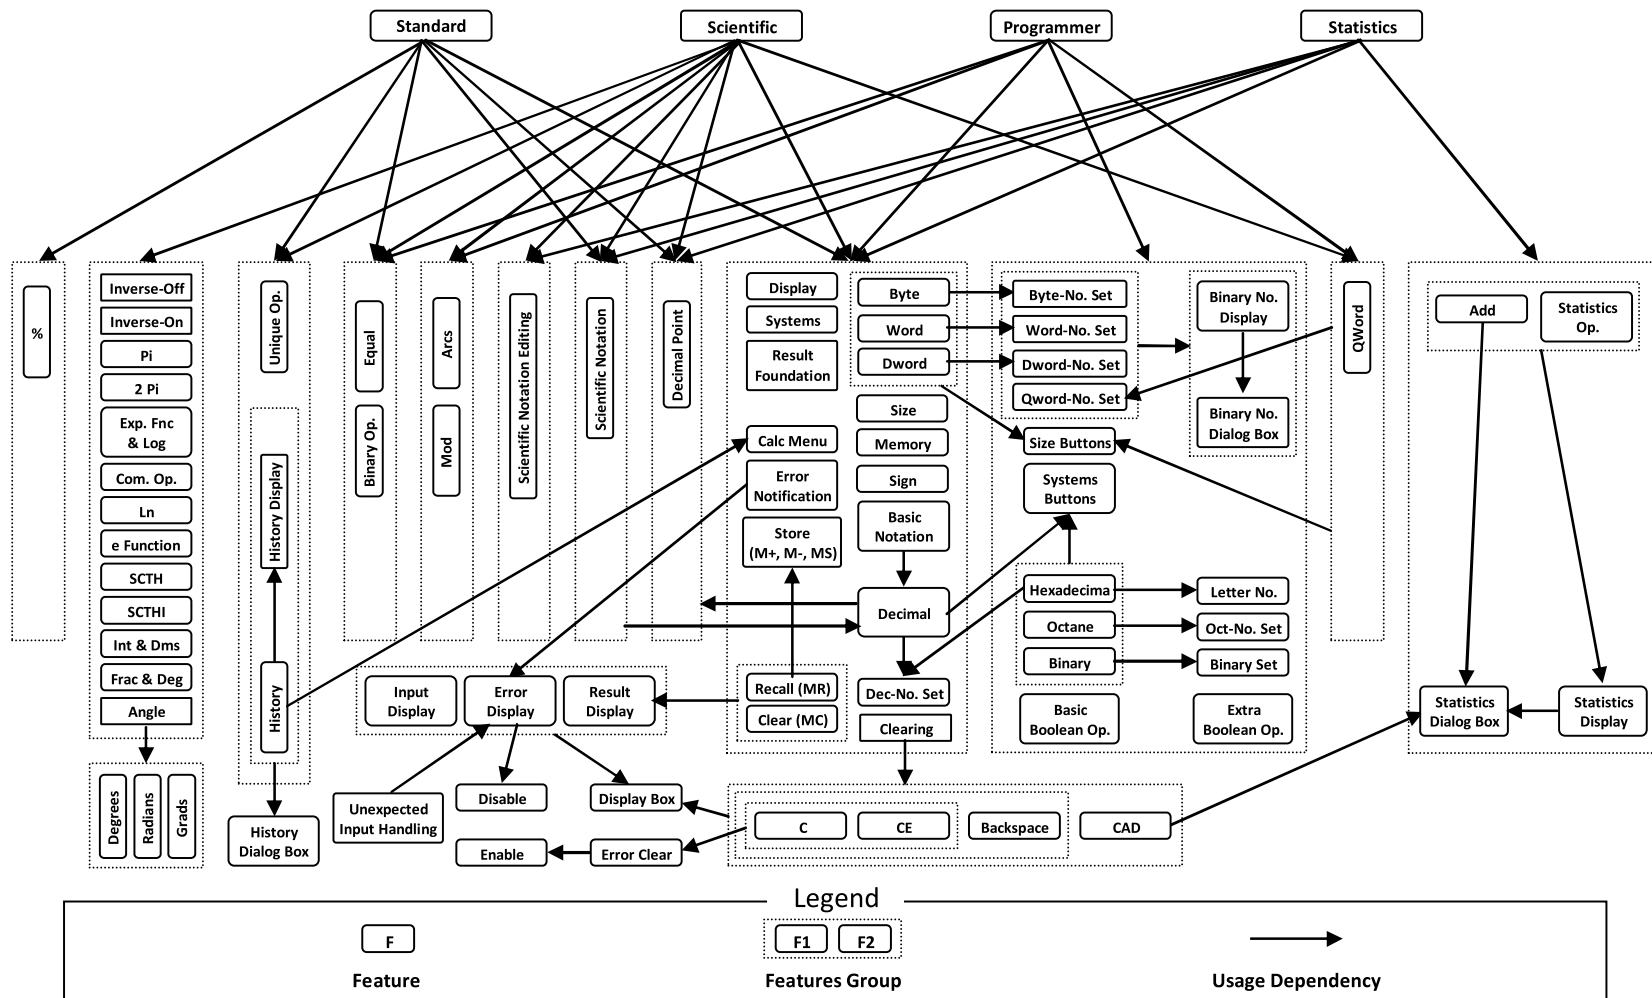 Standard
Scientific
Programmer
Statistics
%
Inverse-Off
Inverse-On
Pi
2 Pi
Exp. Fnc
& Log
Com. Op.
Ln
e Function
SCTH
SCTHI
Int & Dms
Frac & Deg
Angle
Degrees
Radians
Grads
Unique Op.
History Display
History
History
Dialog Box
Equal
Binary Op.
Arcs
Mod
Scientific Notation Editing
Scientific Notation
Decimal Point
Display
Systems
Result
Foundation
Calc Menu
Error
Notification
Store
(M+, M-, MS)
Recall (MR)
Clear (MC)
Byte
Word
Dword
Size
Memory
Sign
Basic
Notation
Decimal
Dec-No. Set
Clearing
Byte-No. Set
Word-No. Set
Dword-No. Set
Qword-No. Set
Size Buttons
Systems
Buttons
Hexadecima
Octane
Binary
Basic
Boolean Op.
Binary No.
Display
Binary No.
Dialog Box
Letter No.
Oct-No. Set
Binary Set
Extra
Boolean Op.
QWord
Add
Statistics
Op.
Statistics
Dialog Box
Statistics
Display
Input
Display
Error
Display
Result
Display
Unexpected
Input Handling
Disable
Display Box
Enable
Error Clear
C
CE
Backspace
CAD
Legend
F
F1
F2
Feature
Features Group
Usage Dependency